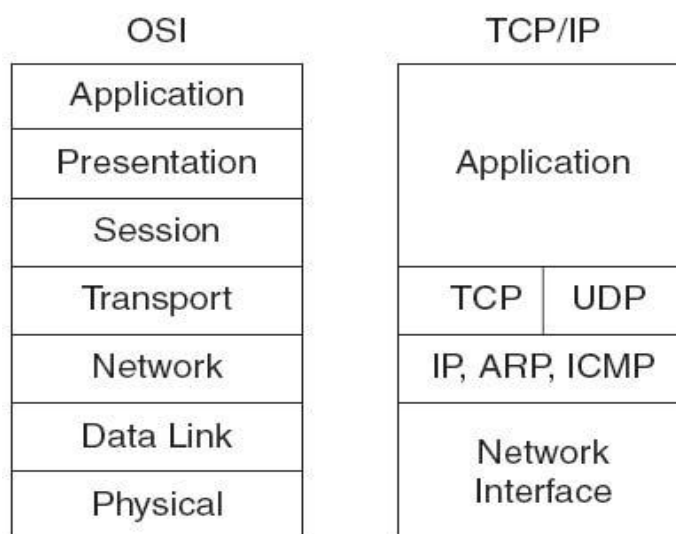 OSI
Application
Presentation
Session
Transport
Network
Data Link
Physical
TCP/IP
Application
TCP
UDP
IP, ARP, ICMP
Network
Interface